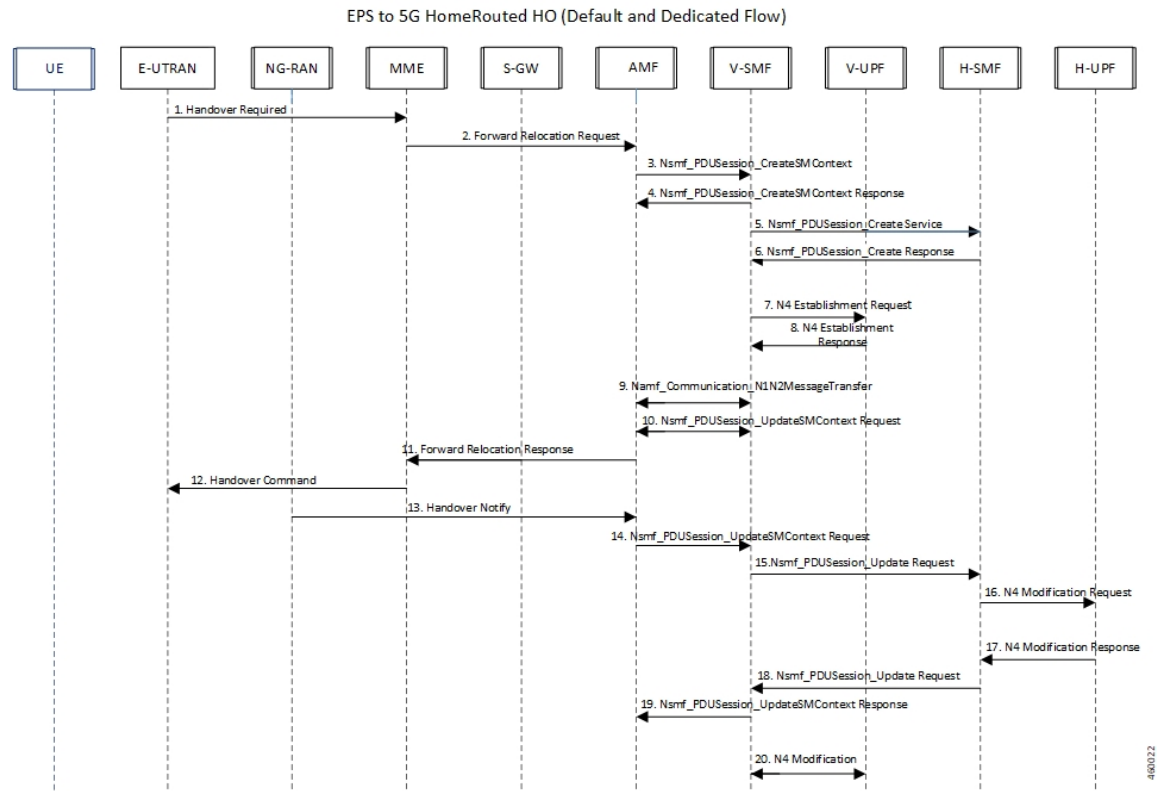 EPS to 5G HomeRouted HO (Default and Dedicated Flow)
UE
E-UTRAN
NG-RAN
MME
S-GW
AMF
V-SMF
V-UPF
H-SMF
H-UPF
1. Handover Required
2. Forward Relocation Request
3. Nsmf_PDUSession_CreateSMContext
4. Nsmf_PDUSession_CreateSMContext Response
5. Nsmf_PDUSession_Create Service
6. Nsmf_PDUSession_Create Response
7. N4 Establishment Request
8. N4 Establishment
Response
9. Namf_Communication_N1N2MessageTransfer
10. Nsmf_PDUSession_UpdateSMContext Request
11. Forward Relocation Response
12. Handover Command
13. Handover Notify
14. Nsmf_PDUSession_UpdateSMContext Request
15.Nsmf_PDUSession_Update Request
16. N4 Modification Request
17. N4 Modification Response
18. Nsmf_PDUSession_Update Request
19. Nsmf_PDUSession_UpdateSMContext Response
20. N4 Modification
460022